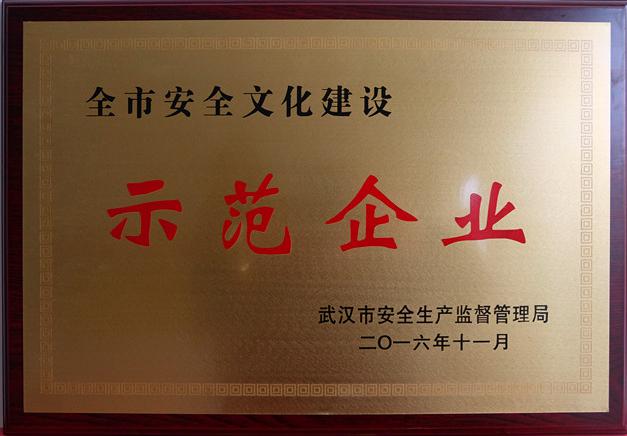 全市安全文化建设
示范企业
武汉市安全生产监督管理局
二〇一六年十一月